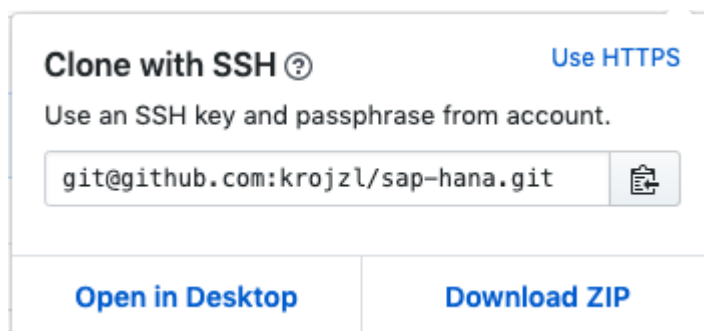 Clone with SSH ?
Use HTTPS
Use an SSH key and passphrase from account.
git@github.com:krojzl/sap-hana.git
Open in Desktop
Download ZIP